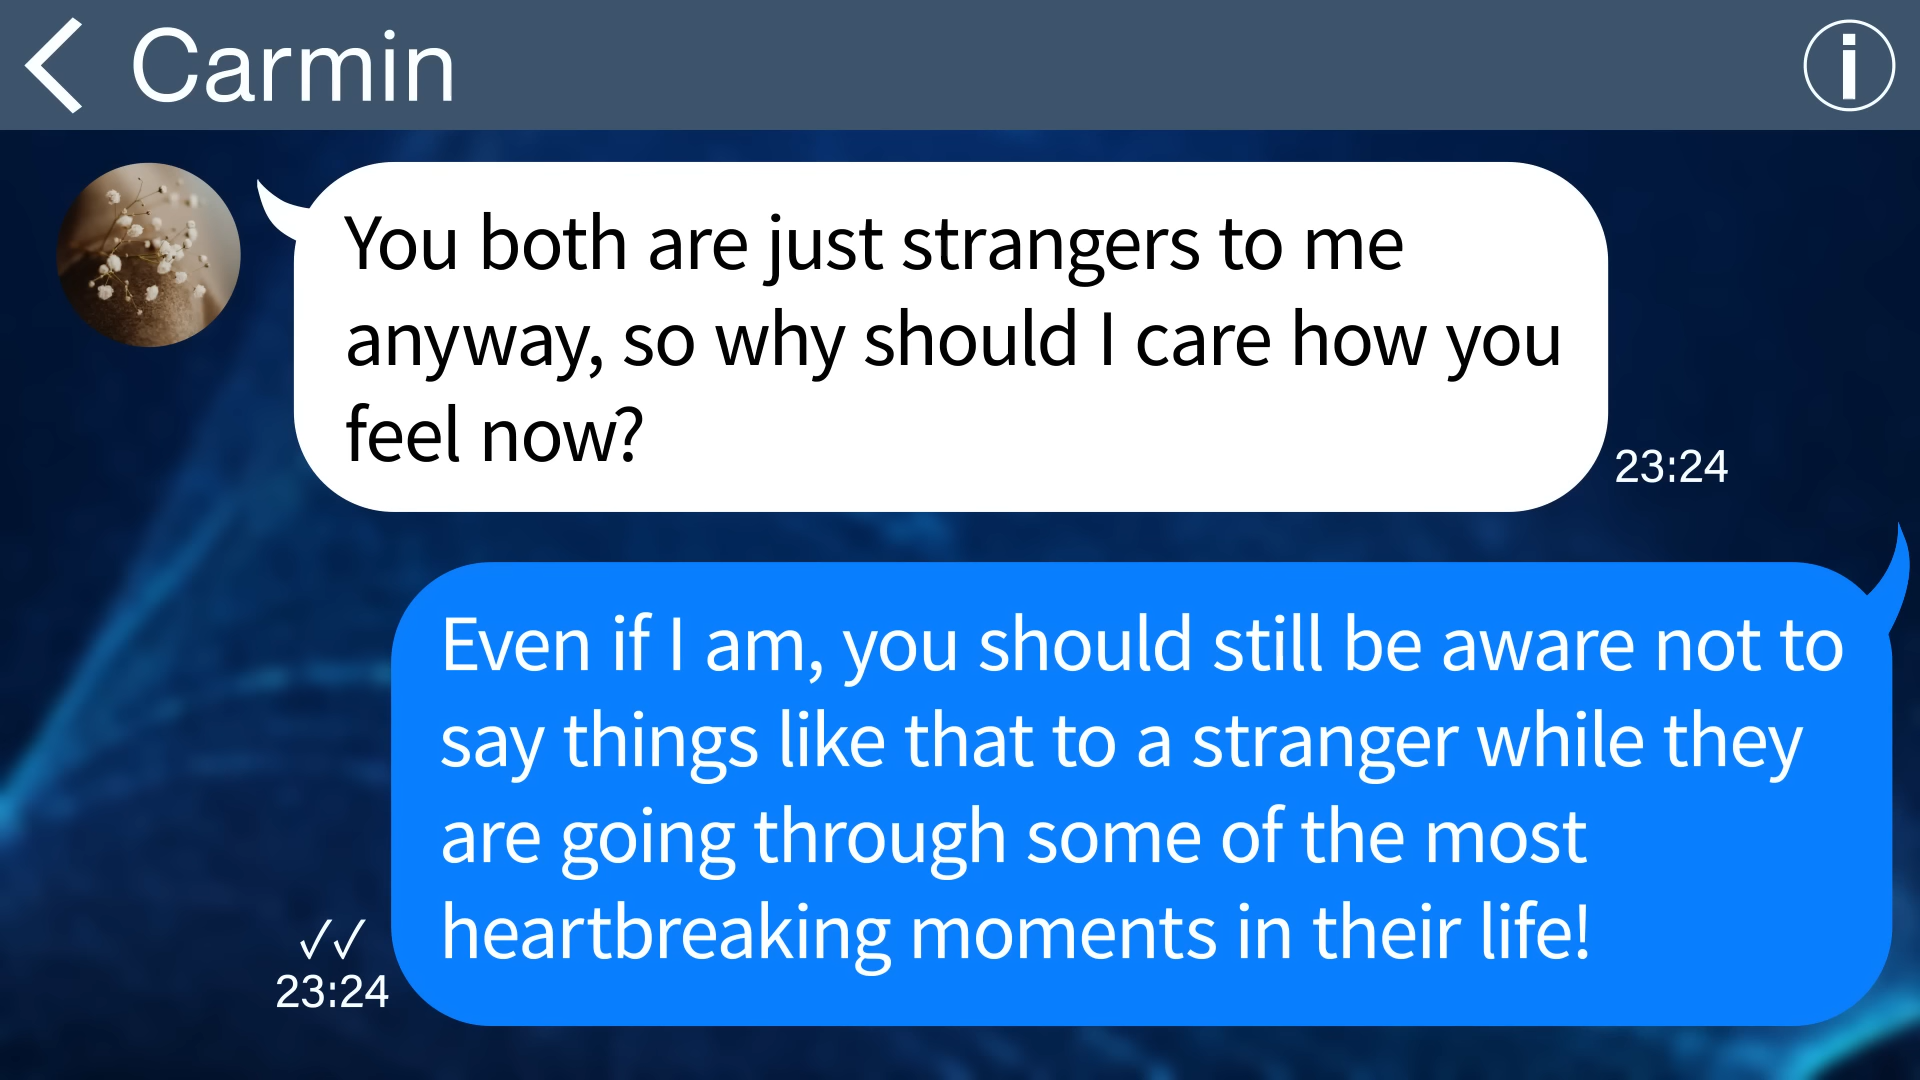 Carmin
You both are just strangers to me
anyway, so why should I care how you
feel now?
23:24
Even if I am, you should still be aware not to
say things like that to a stranger while they
are going through some of the most
heartbreaking moments in their life!
23:24